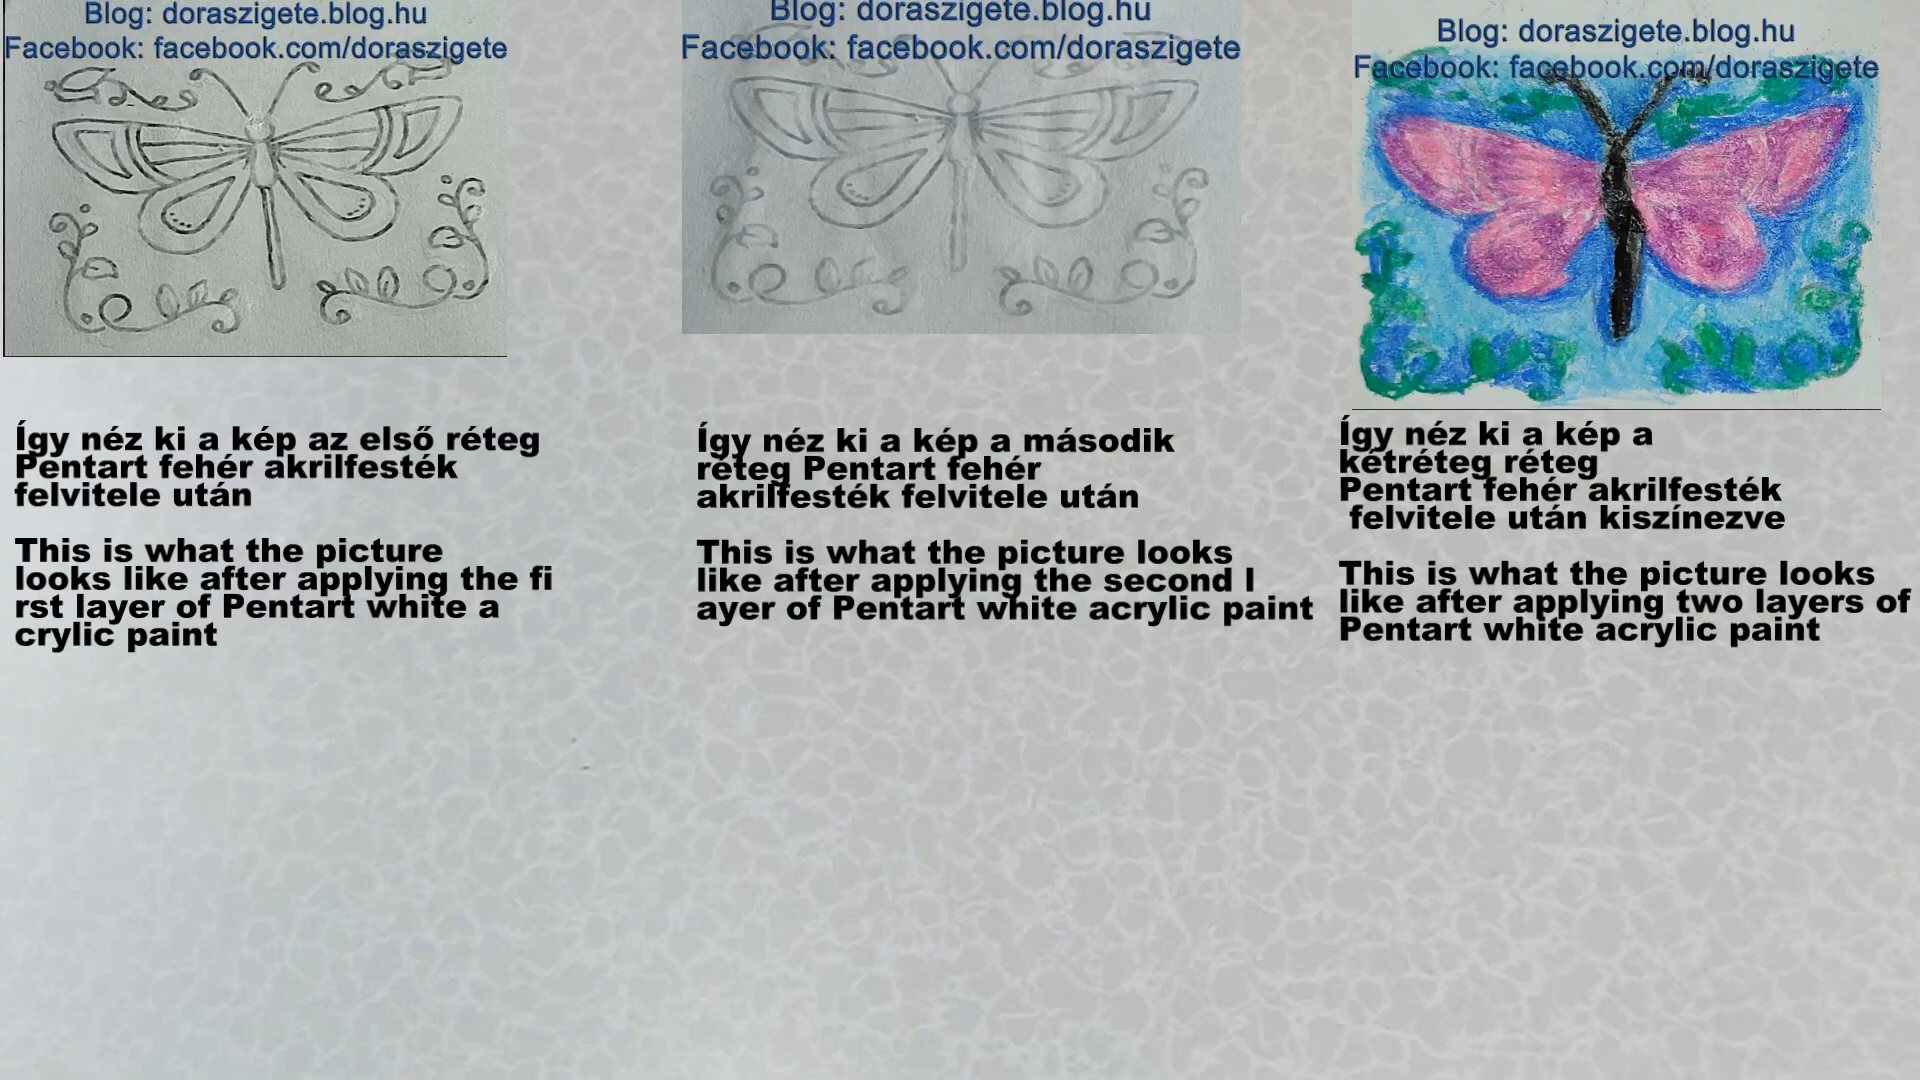 Blog: doraszigete.blog.hu
Facebook: facebook.com/doraszigete
Így néz ki a kép az első réteg
Pentart fehér akrilfesték
felvitele után
This is what the picture
looks like after applying the fi
rst layer of Pentart white a
crylic paint
Blog: doraszigete.blog.hu
Facebook: facebook.com/doraszigete
Így néz ki a kép a második
réteg Pentart fehér
akrilfesték felvitele után
This is what the picture looks
like after applying the second l
ayer of Pentart white acrylic paint
Blog: doraszigete.blog.hu
Facebook: facebook.com/doraszigete
Így néz ki a kép a
kétréteg réteg
Pentart fehér akrilfesték
felvitele után kiszínezve
This is what the picture looks
like after applying two layers of
Pentart white acrylic paint